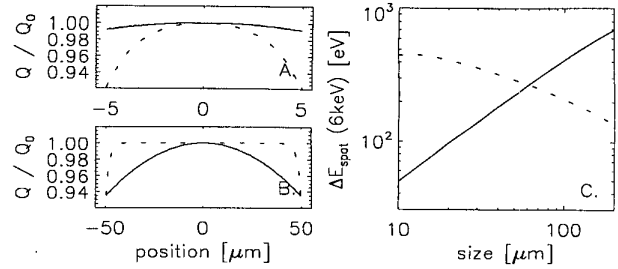 Q / Q₀
1.00
0.98
0.96
0.94
A.
-5
0
5
Q / Q₀
1.00
0.98
0.96
0.94
B.
-50
0
50
position [μm]
ΔE_spot (6keV) [eV]
10³
10²
C.
10
100
size [μm]